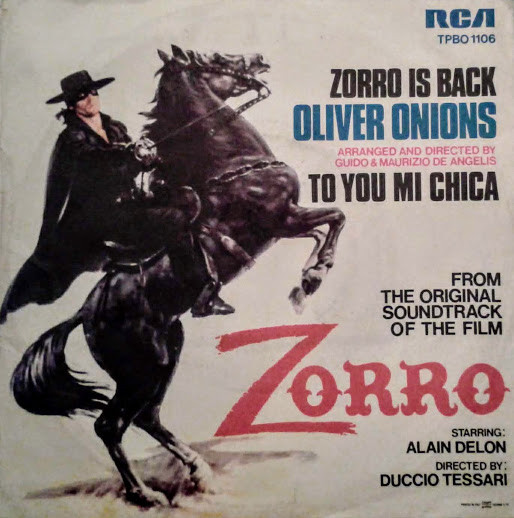 RCA
TPBO 1106
ZORRO IS BACK
OLIVER ONIONS
ARRANGED AND DIRECTED BY
GUIDO & MAURIZIO DE ANGELIS
TO YOU MI CHICA
FROM
THE ORIGINAL
SOUNDTRACK
OF THE FILM
ZORRO
STARRING:
ALAIN DELON
DIRECTED BY:
DUCCIO TESSARI